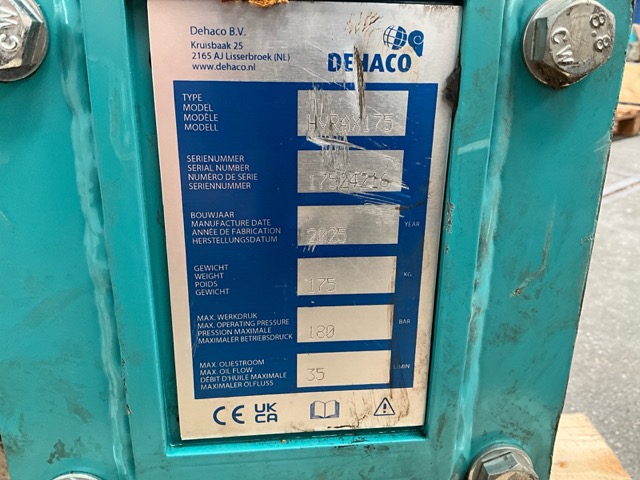 Dehaco B.V.
Kruisbaak 25
2165 AJ Lisserbroek (NL)
www.dehaco.nl
DEHACO
TYPE
MODEL
MODÈLE
MODELL
175
SERIENUMMER
SERIAL NUMBER
NUMÉRO DE SÉRIE
SERIENNUMMER
BOUWJAAR
MANUFACTURE DATE
ANNÉE DE FABRICATION
HERSTELLUNGSDATUM
2025
YEAR
GEWICHT
WEIGHT
POIDS
GEWICHT
175
KG
MAX. WERKDRUK
MAX. OPERATING PRESSURE
PRESSION MAXIMALE
MAXIMALER BETRIEBSDRUCK
180
BAR
MAX. OLIESTROOM
MAX. OIL FLOW
DÉBIT D'HUILE MAXIMALE
MAXIMALER ÖLFLUSS
35
L/MIN
CE UK
CA
8.8
CW
CW